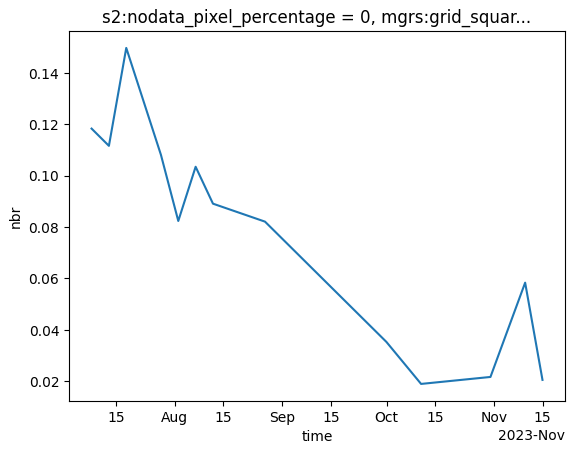 s2:nodata_pixel_percentage = 0, mgrs:grid_squar...
0.14
0.12
0.10
0.08
0.06
0.04
0.02
nbr
15 Aug 15 Sep 15 Oct 15 Nov 15
time
2023-Nov